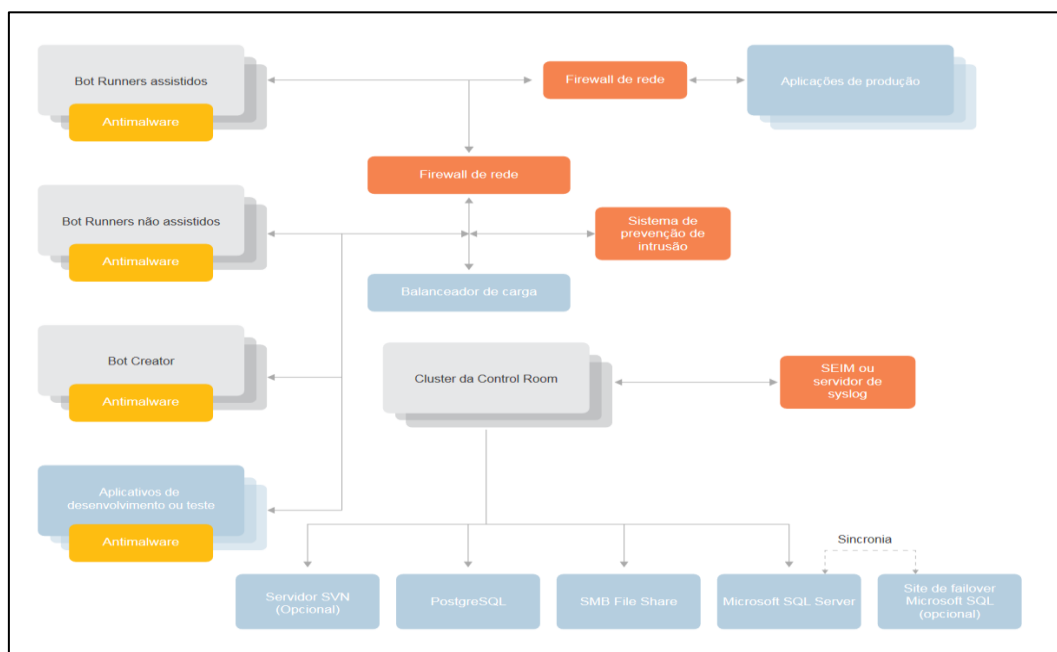 Bot Runners assistidos
Antimalware
Firewall de rede
Aplicações de produção
Firewall de rede
Bot Runners não assistidos
Antimalware
Sistema de
prevenção de
intrusão
Balanceador de carga
Bot Creator
Antimalware
Cluster da Control Room
SEIM ou
servidor de
syslog
Aplicativos de
desenvolvimento ou teste
Antimalware
Sincronia
Servidor SVN
(Opcional)
PostgreSQL
SMB File Share
Microsoft SQL Server
Site de failover
Microsoft SQL
(opcional)